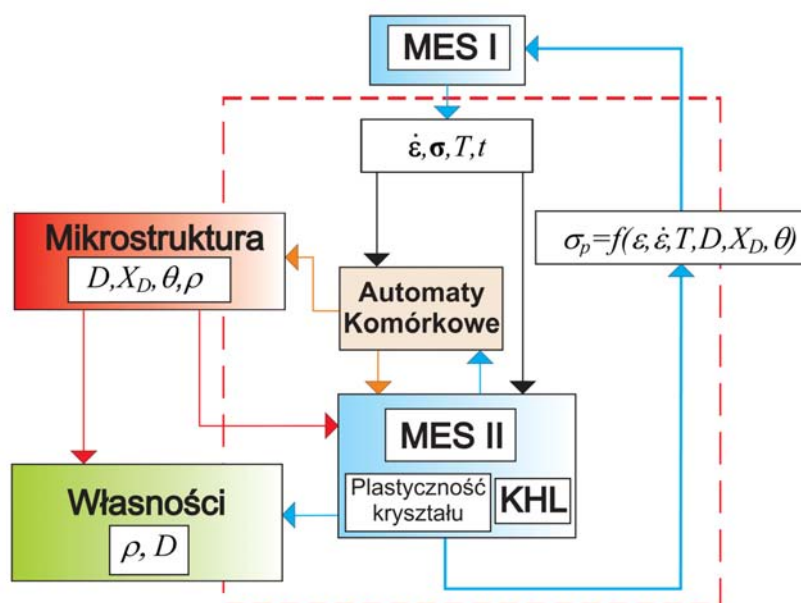 MES I
ε̇,σ,T,t
Mikrostruktura
D,X_D,θ,ρ
σ_p=f(ε,ε̇,T,D,X_D,θ)
Automaty
Komórkowe
MES II
Plastyczność
kryształu
KHL
Własności
ρ, D